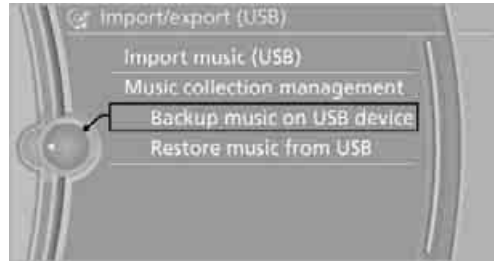 Import/export (USB)
Import music (USB)
Music collection management
Backup music on USB device
Restore music from USB